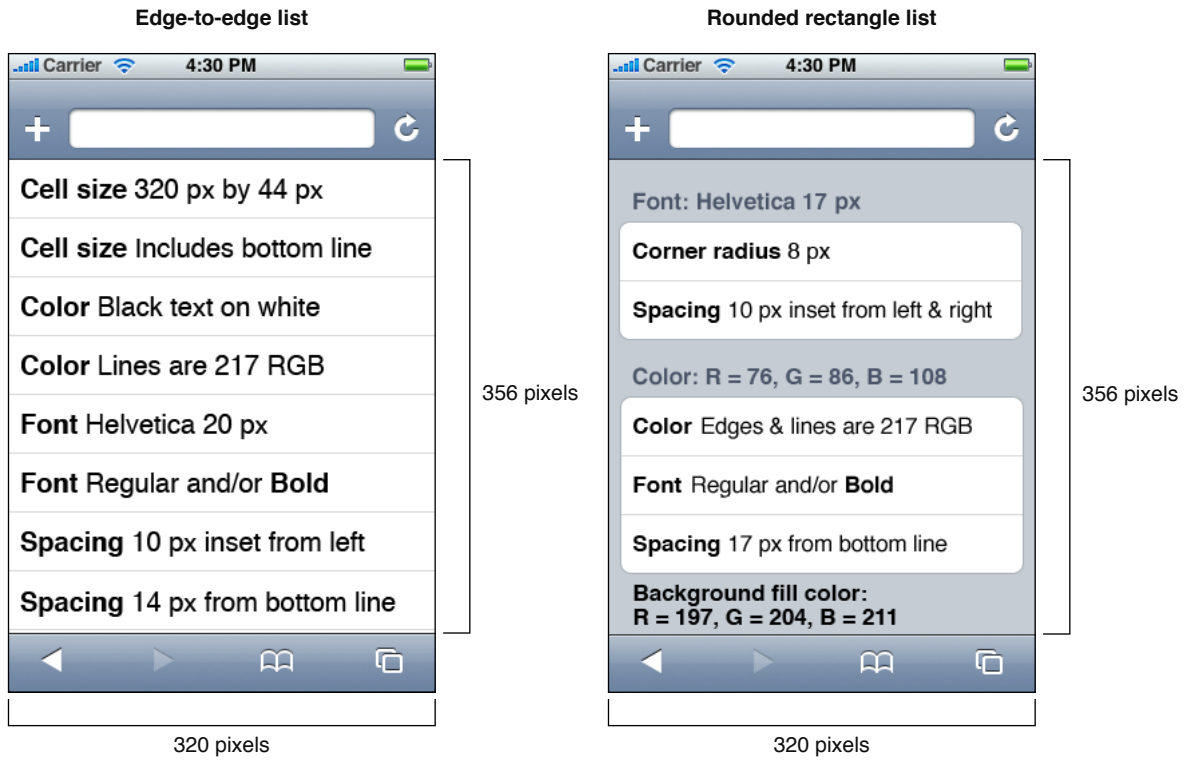 Edge-to-edge list
Carrier 4:30 PM
Cell size 320 px by 44 px
Cell size Includes bottom line
Color Black text on white
Color Lines are 217 RGB
Font Helvetica 20 px
Font Regular and/or Bold
Spacing 10 px inset from left
Spacing 14 px from bottom line
356 pixels
320 pixels
Rounded rectangle list
Carrier 4:30 PM
Font: Helvetica 17 px
Corner radius 8 px
Spacing 10 px inset from left & right
Color: R = 76, G = 86, B = 108
Color Edges & lines are 217 RGB
Font Regular and/or Bold
Spacing 17 px from bottom line
Background fill color:
R = 197, G = 204, B = 211
356 pixels
320 pixels